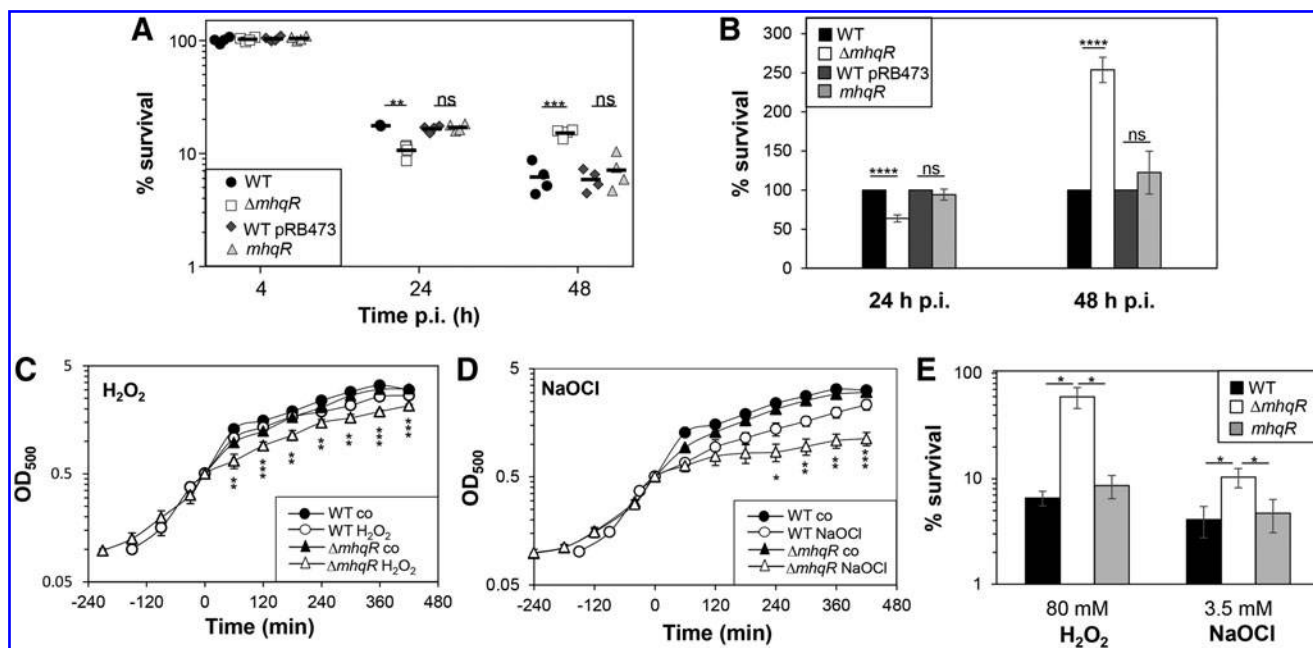 A
% survival
100
10
1
** ns *** ns
WT
ΔmhqR
WT pRB473
mhqR
4 24 48
Time p.i. (h)
B
% survival
300
250
200
150
100
50
0
WT
ΔmhqR
WT pRB473
mhqR
**** ns **** ns
24 h p.i. 48 h p.i.
C
H₂O₂
OD₅₀₀
5
0.5
0.05
** *** ** ** ** *** ***
WT co
WT H₂O₂
ΔmhqR co
ΔmhqR H₂O₂
-240 -120 0 120 240 360 480
Time (min)
D
NaOCl
OD₅₀₀
5
0.5
0.05
* ** ** ***
WT co
WT NaOCl
ΔmhqR co
ΔmhqR NaOCl
-240 -120 0 120 240 360 480
Time (min)
E
% survival
100
10
1
* * * *
WT
ΔmhqR
mhqR
80 mM 3.5 mM
H₂O₂ NaOCl